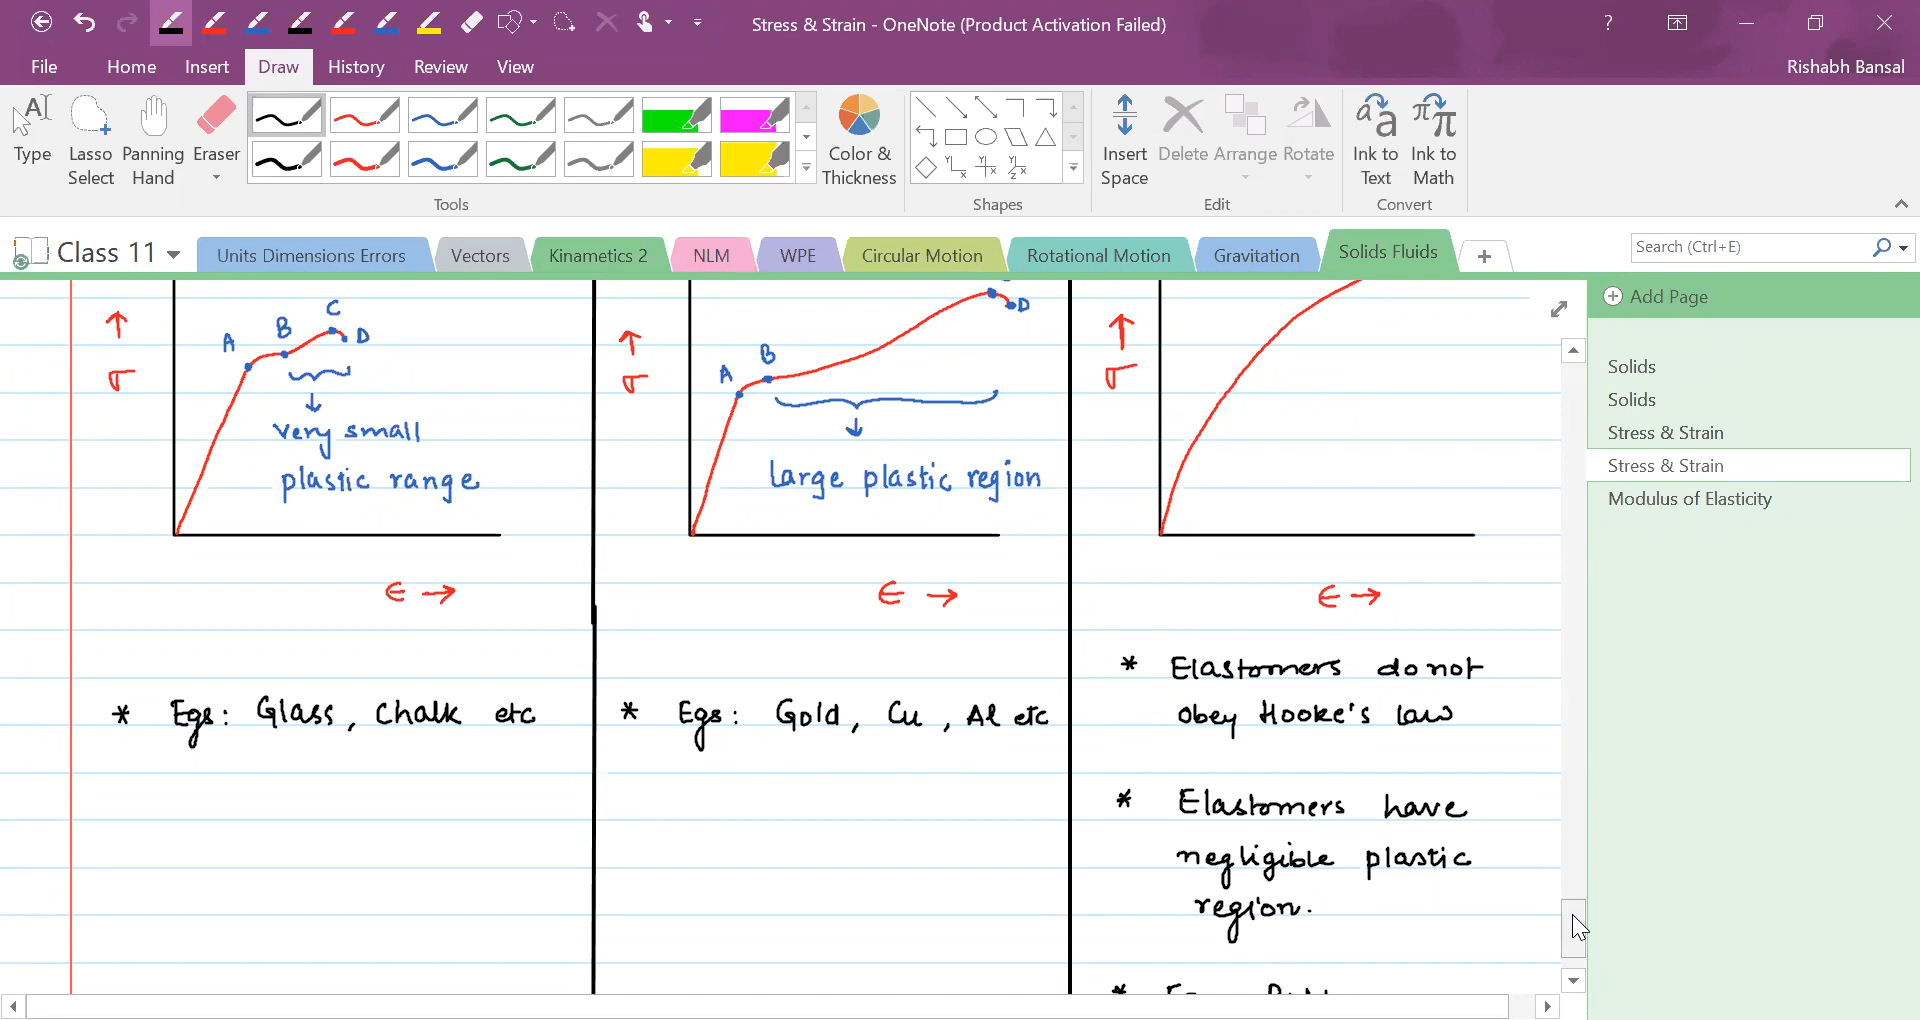 Stress & Strain - OneNote (Product Activation Failed)
?
File Home Insert Draw History Review View
Rishabh Bansal
Type
Lasso Select
Panning Hand
Eraser
Color & Thickness
Insert Space
Delete
Arrange
Rotate
Ink to Text
Ink to Math
Tools
Shapes
Edit
Convert
Class 11
Units Dimensions Errors
Vectors
Kinametics 2
NLM
WPE
Circular Motion
Rotational Motion
Gravitation
Solids Fluids
+
Search (Ctrl+E)
Add Page
Solids
Solids
Stress & Strain
Stress & Strain
Modulus of Elasticity
↑
σ
A
B
C
D
↓
very small
plastic range
∈ →
* Egs: Glass, Chalk etc
↑
σ
A
B
D
↓
large plastic region
∈ →
* Egs: Gold, Cu, Al etc
↑
σ
∈ →
* Elastomers do not
obey Hooke's law
* Elastomers have
negligible plastic
region.